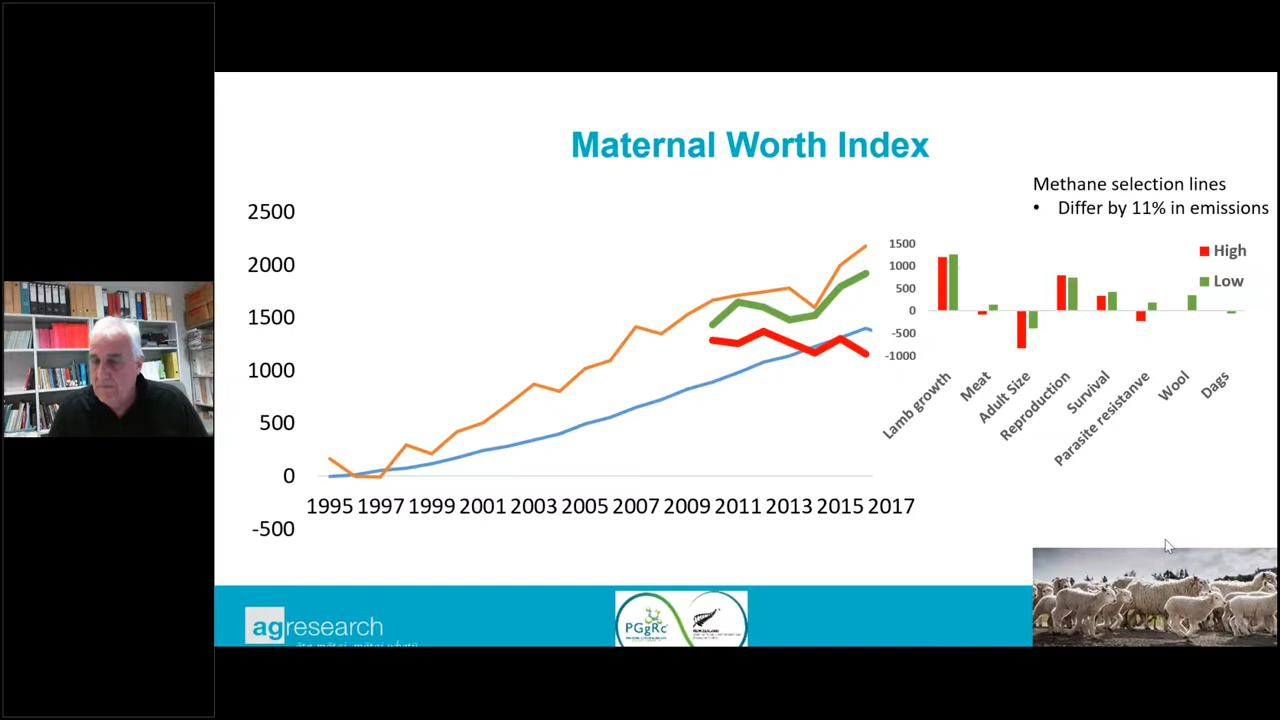 Maternal Worth Index
Methane selection lines
• Differ by 11% in emissions
2500
2000
1500
1000
500
0
-500
1995 1997 1999 2001 2003 2005 2007 2009 2011 2013 2015 2017
1500
1000
500
0
-500
-1000
High
Low
Lamb growth
Meat
Adult Size
Reproduction
Survival
Parasite resistanve
Wool
Dags
agresearch
PGgRc
NEW ZEALAND